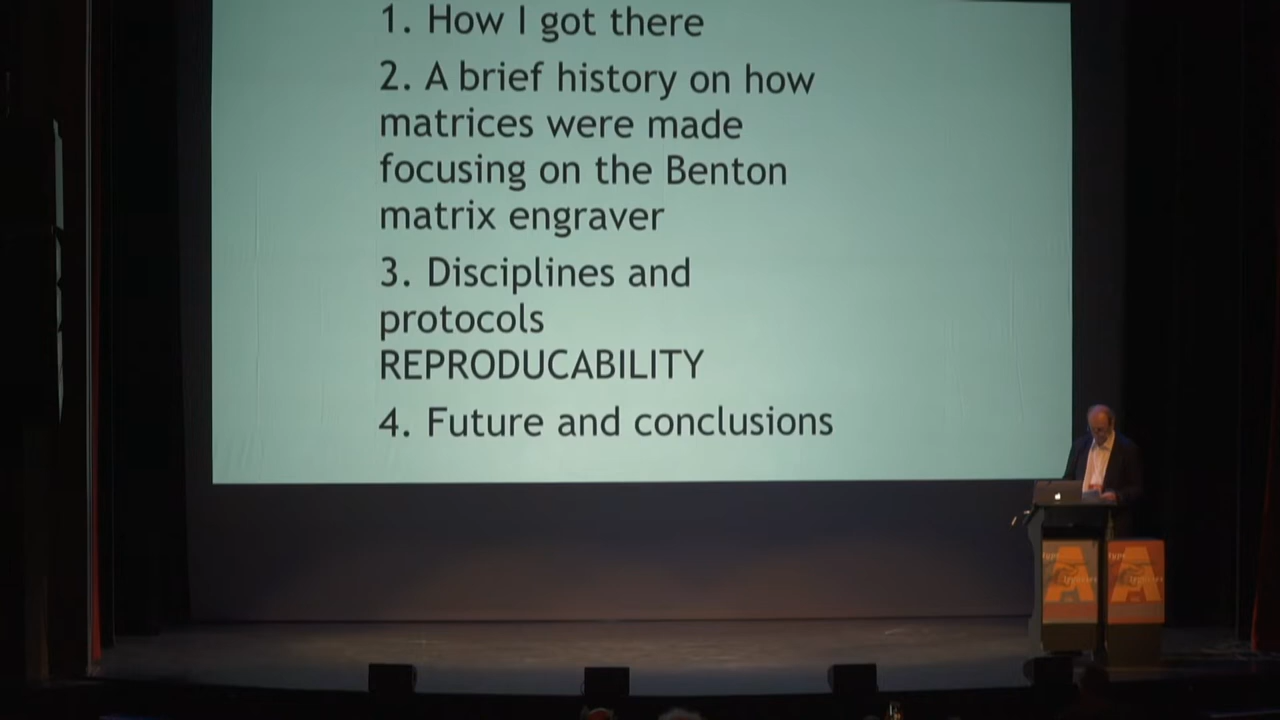 1. How I got there
2. A brief history on how
matrices were made
focusing on the Benton
matrix engraver
3. Disciplines and
protocols
REPRODUCABILITY
4. Future and conclusions